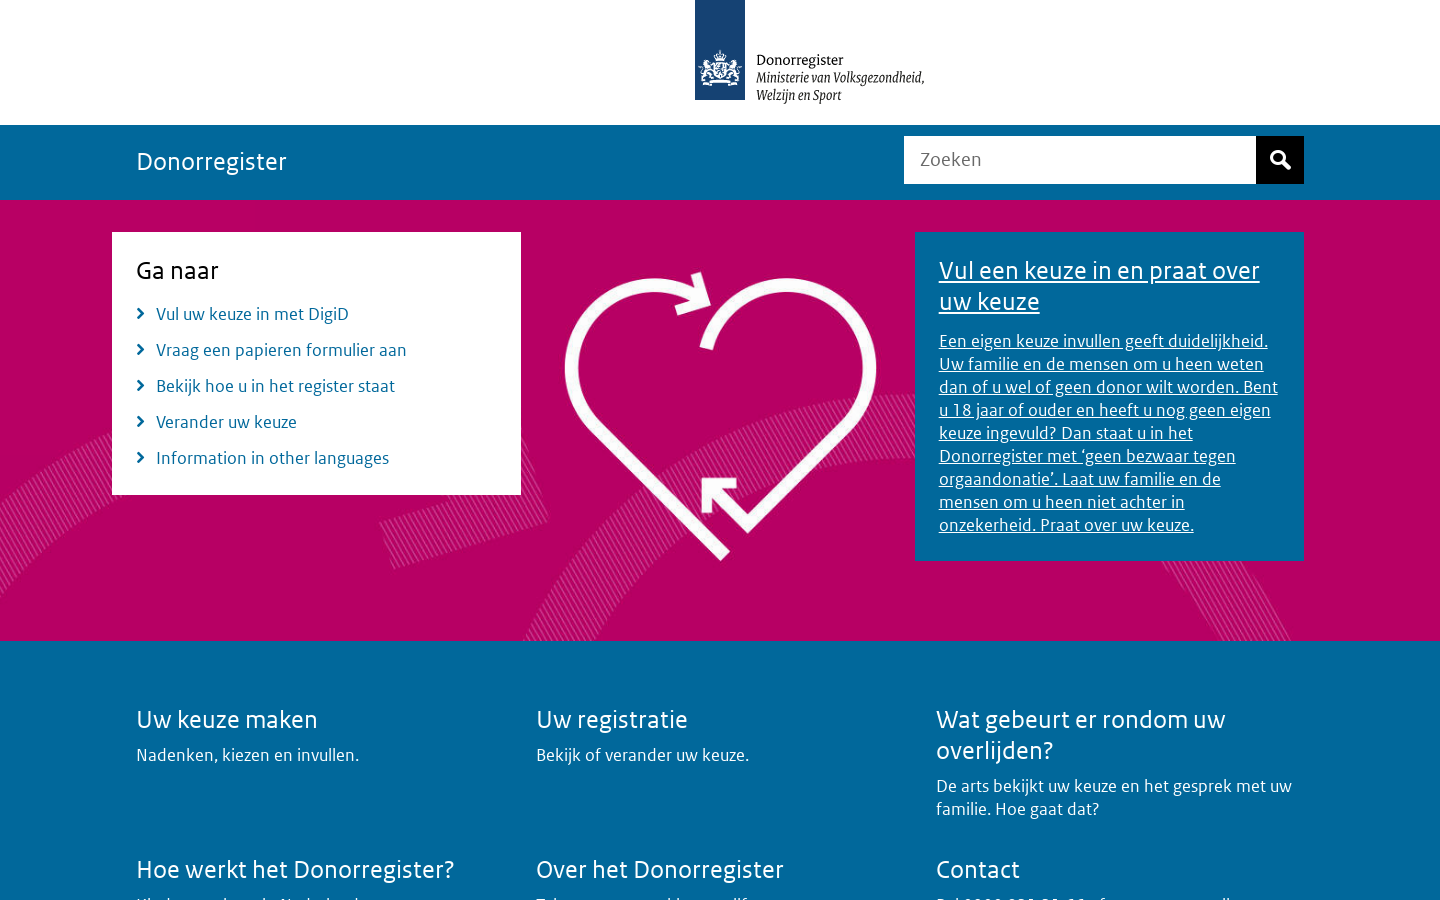 Donorregister
Ministerie van Volksgezondheid,
Welzijn en Sport
Donorregister
Zoeken
Ga naar
Vul uw keuze in met DigiD
Vraag een papieren formulier aan
Bekijk hoe u in het register staat
Verander uw keuze
Information in other languages
Vul een keuze in en praat over
uw keuze
Een eigen keuze invullen geeft duidelijkheid.
Uw familie en de mensen om u heen weten
dan of u wel of geen donor wilt worden. Bent
u 18 jaar of ouder en heeft u nog geen eigen
keuze ingevuld? Dan staat u in het
Donorregister met ‘geen bezwaar tegen
orgaandonatie’. Laat uw familie en de
mensen om u heen niet achter in
onzekerheid. Praat over uw keuze.
Uw keuze maken
Nadenken, kiezen en invullen.
Uw registratie
Bekijk of verander uw keuze.
Wat gebeurt er rondom uw
overlijden?
De arts bekijkt uw keuze en het gesprek met uw
familie. Hoe gaat dat?
Hoe werkt het Donorregister?
Over het Donorregister
Contact